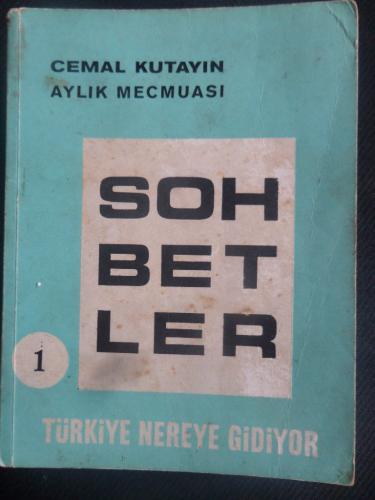 CEMAL KUTAYIN
AYLIK MECMUASI
SOH
BET
LER
1
TÜRKİYE NEREYE GİDİYOR